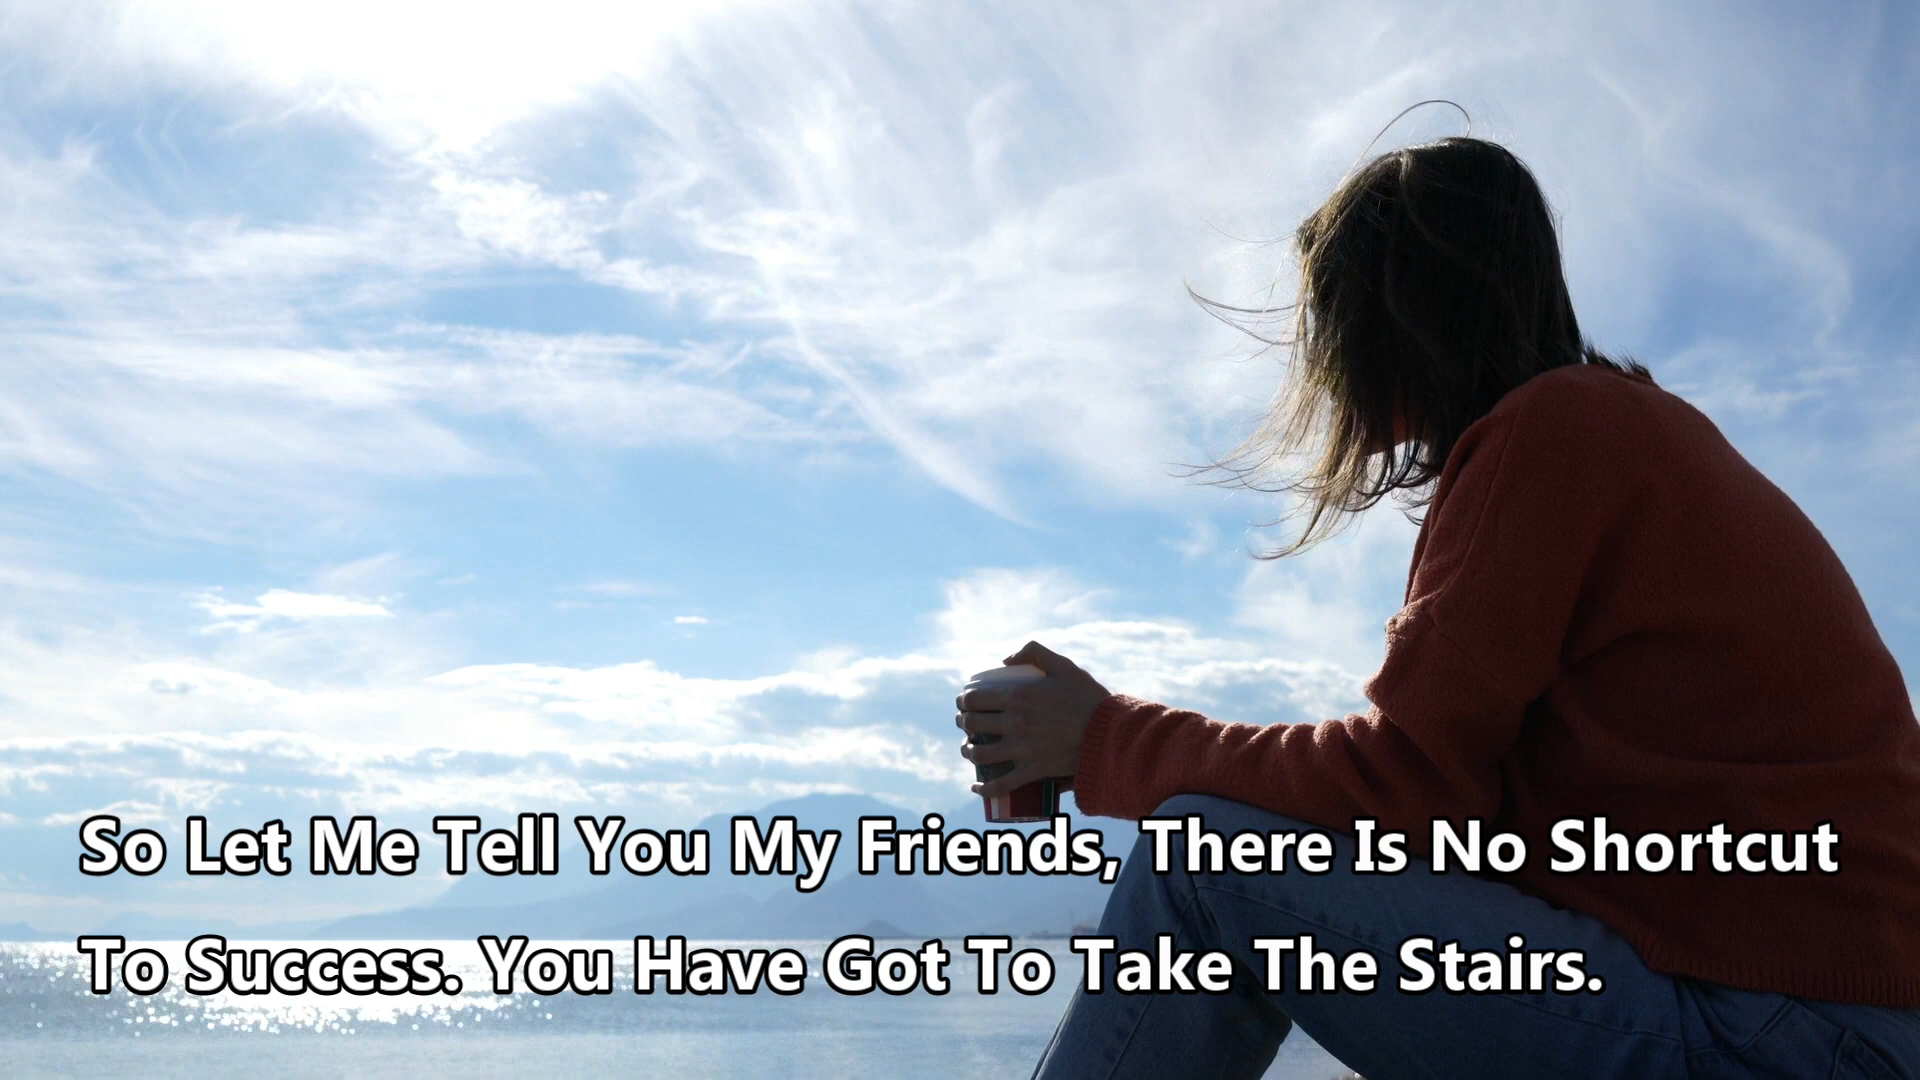 So Let Me Tell You My Friends, There Is No Shortcut
To Success. You Have Got To Take The Stairs.